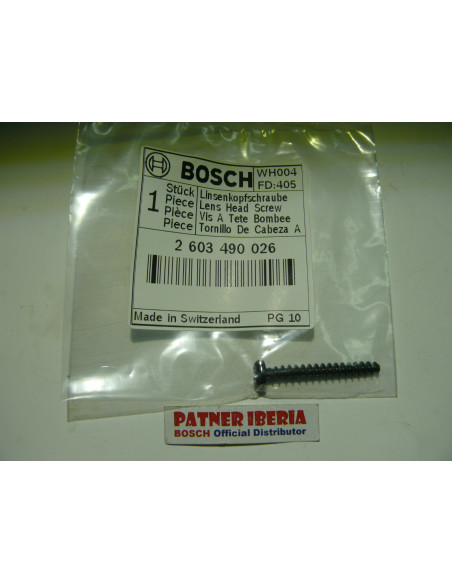 BOSCH
WH004
FD:405
1
Stück
Piece
Pièce
Piece
Linsenkopfschraube
Lens Head Screw
Vis A Tete Bombee
Tornillo De Cabeza A
2 603 490 026
Made in Switzerland PG 10
PATNER IBERIA
BOSCH Official Distributor